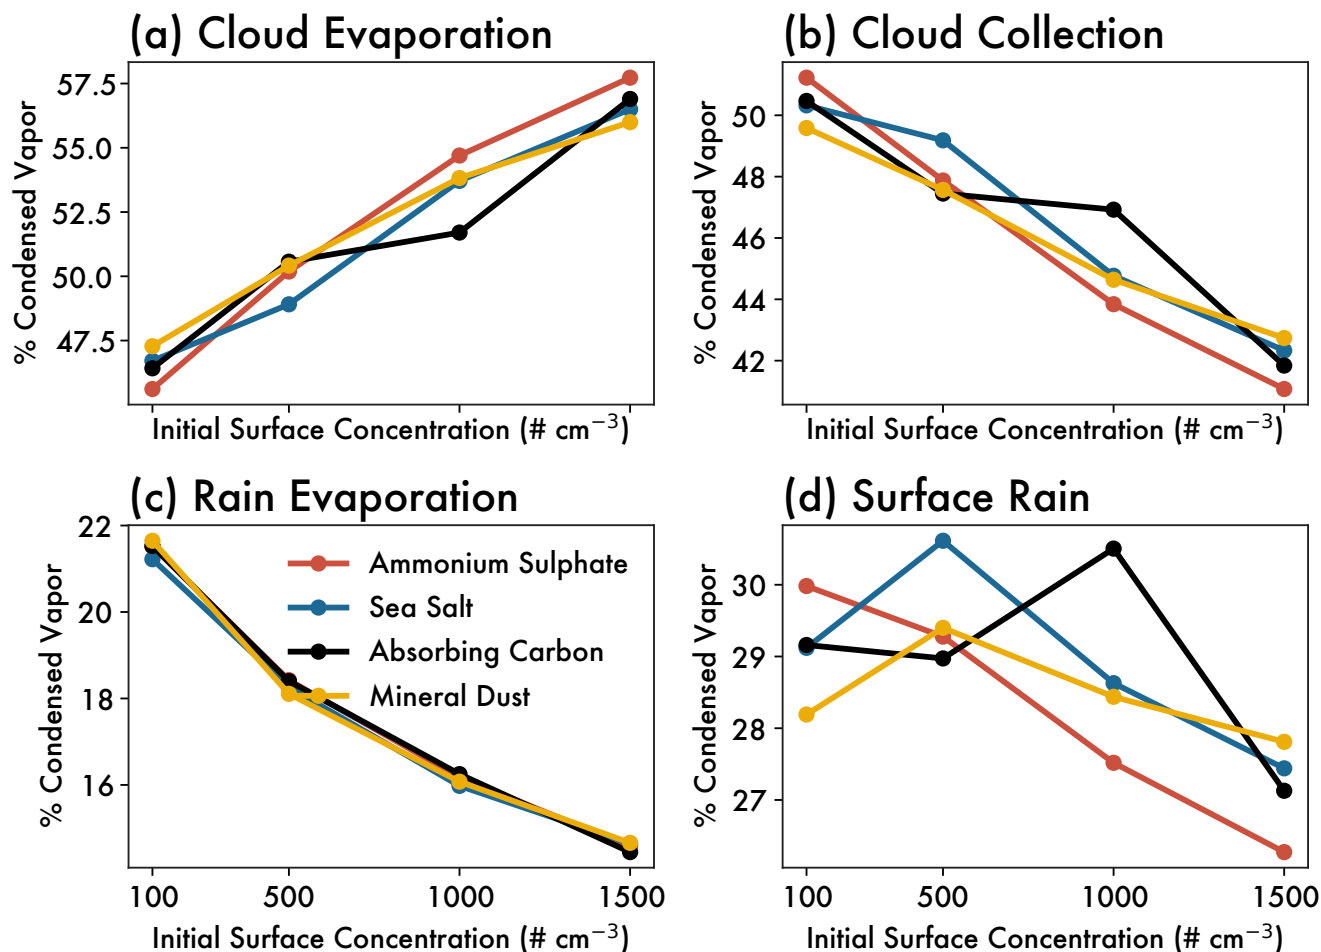 (a) Cloud Evaporation
% Condensed Vapor
57.5
55.0
52.5
50.0
47.5
Initial Surface Concentration (# cm⁻³)
(b) Cloud Collection
% Condensed Vapor
50
48
46
44
42
Initial Surface Concentration (# cm⁻³)
(c) Rain Evaporation
% Condensed Vapor
22
20
18
16
Ammonium Sulphate
Sea Salt
Absorbing Carbon
Mineral Dust
100 500 1000 1500
Initial Surface Concentration (# cm⁻³)
(d) Surface Rain
% Condensed Vapor
30
29
28
27
100 500 1000 1500
Initial Surface Concentration (# cm⁻³)